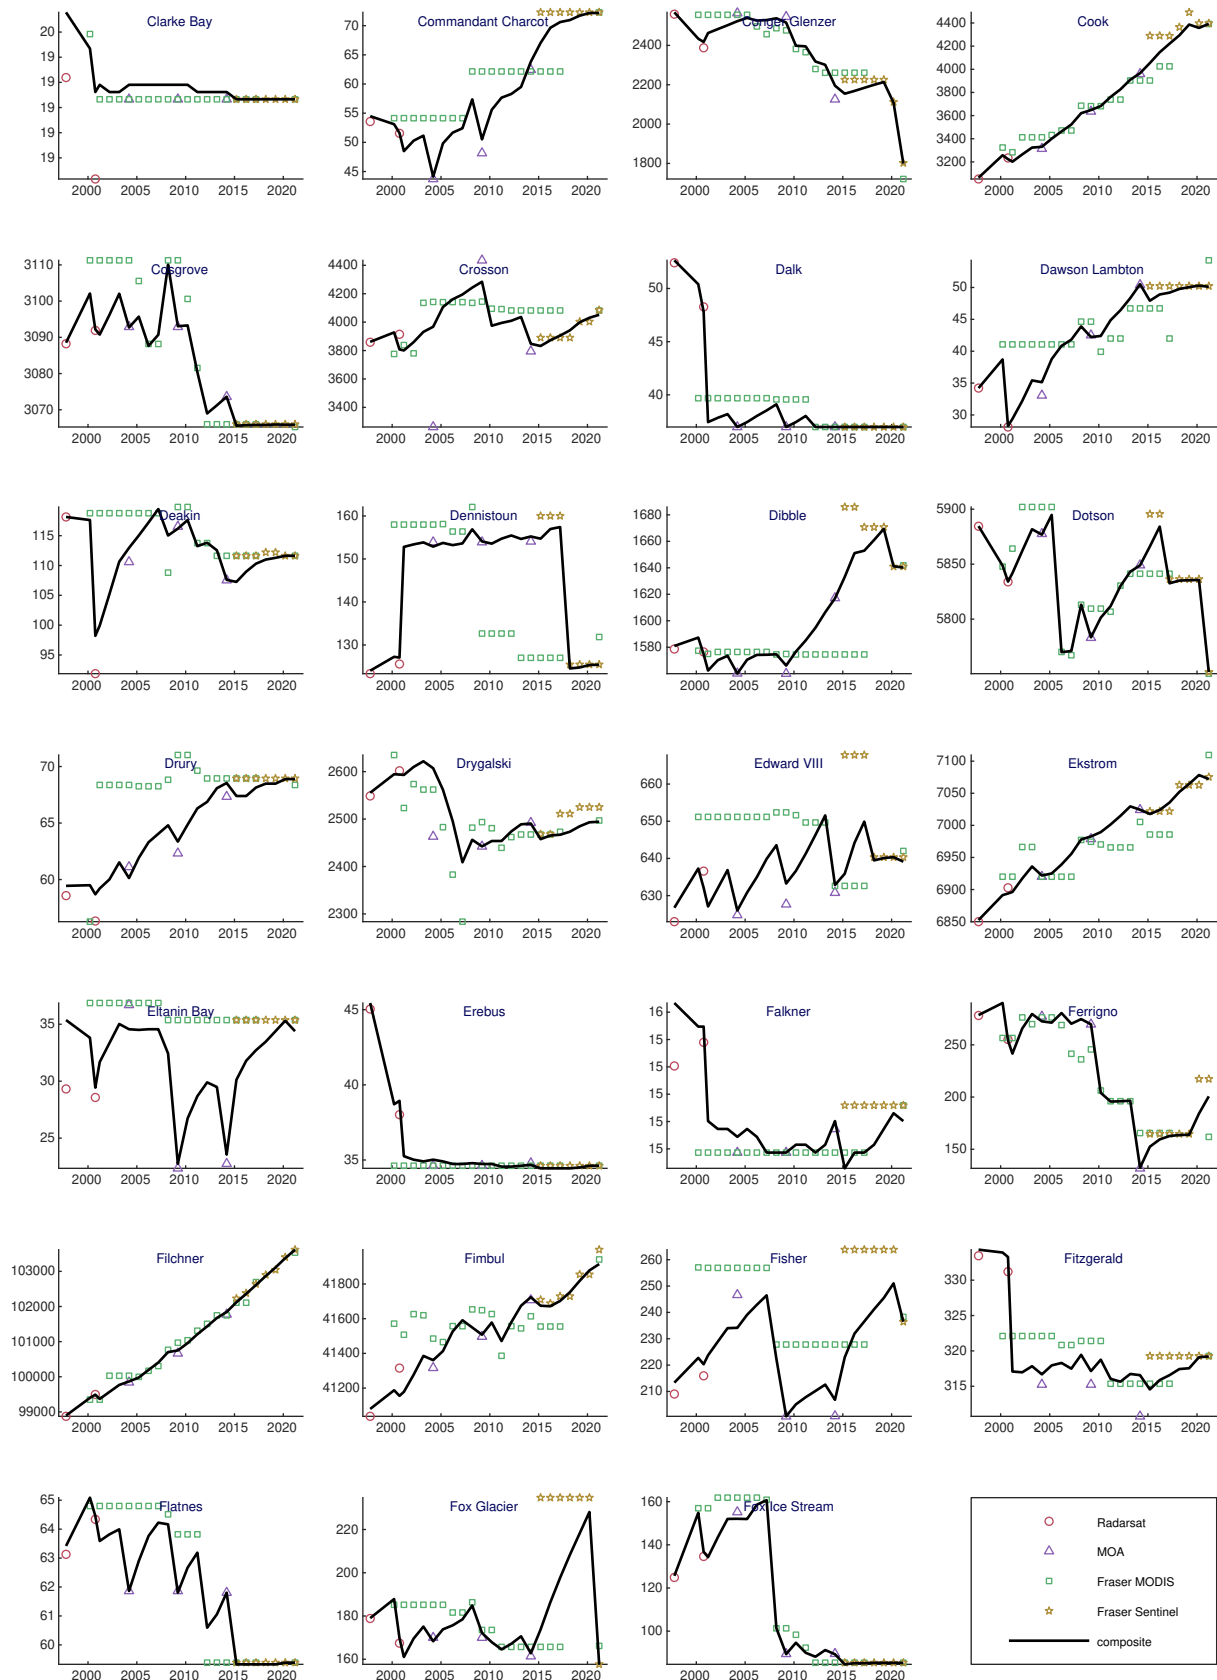 Clarke Bay
20
19
19
19
19
19
2000 2005 2010 2015 2020
Commandant Charcot
70
65
60
55
50
45
2000 2005 2010 2015 2020
Conger Glenzer
2400
2200
2000
1800
2000 2005 2010 2015 2020
Cook
4400
4200
4000
3800
3600
3400
3200
2000 2005 2010 2015 2020
Cosgrove
3110
3100
3090
3080
3070
2000 2005 2010 2015 2020
Crosson
4400
4200
4000
3800
3600
3400
2000 2005 2010 2015 2020
Dalk
50
45
40
2000 2005 2010 2015 2020
Dawson Lambton
50
45
40
35
30
2000 2005 2010 2015 2020
Deakin
115
110
105
100
95
2000 2005 2010 2015 2020
Dennistoun
160
150
140
130
2000 2005 2010 2015 2020
Dibble
1680
1660
1640
1620
1600
1580
2000 2005 2010 2015 2020
Dotson
5900
5850
5800
2000 2005 2010 2015 2020
Drury
70
65
60
2000 2005 2010 2015 2020
Drygalski
2600
2500
2400
2300
2000 2005 2010 2015 2020
Edward VIII
660
650
640
630
2000 2005 2010 2015 2020
Ekstrom
7100
7050
7000
6950
6900
6850
2000 2005 2010 2015 2020
Eltanin Bay
35
30
25
2000 2005 2010 2015 2020
Erebus
45
40
35
2000 2005 2010 2015 2020
Falkner
16
15
15
15
15
15
2000 2005 2010 2015 2020
Ferrigno
250
200
150
2000 2005 2010 2015 2020
Filchner
103000
102000
101000
100000
99000
2000 2005 2010 2015 2020
Fimbul
41800
41600
41400
41200
2000 2005 2010 2015 2020
Fisher
260
250
240
230
220
210
2000 2005 2010 2015 2020
Fitzgerald
330
325
320
315
2000 2005 2010 2015 2020
Flatnes
65
64
63
62
61
60
2000 2005 2010 2015 2020
Fox Glacier
220
200
180
160
2000 2005 2010 2015 2020
Fox Ice Stream
160
140
120
100
2000 2005 2010 2015 2020
Radarsat
MOA
Fraser MODIS
Fraser Sentinel
composite